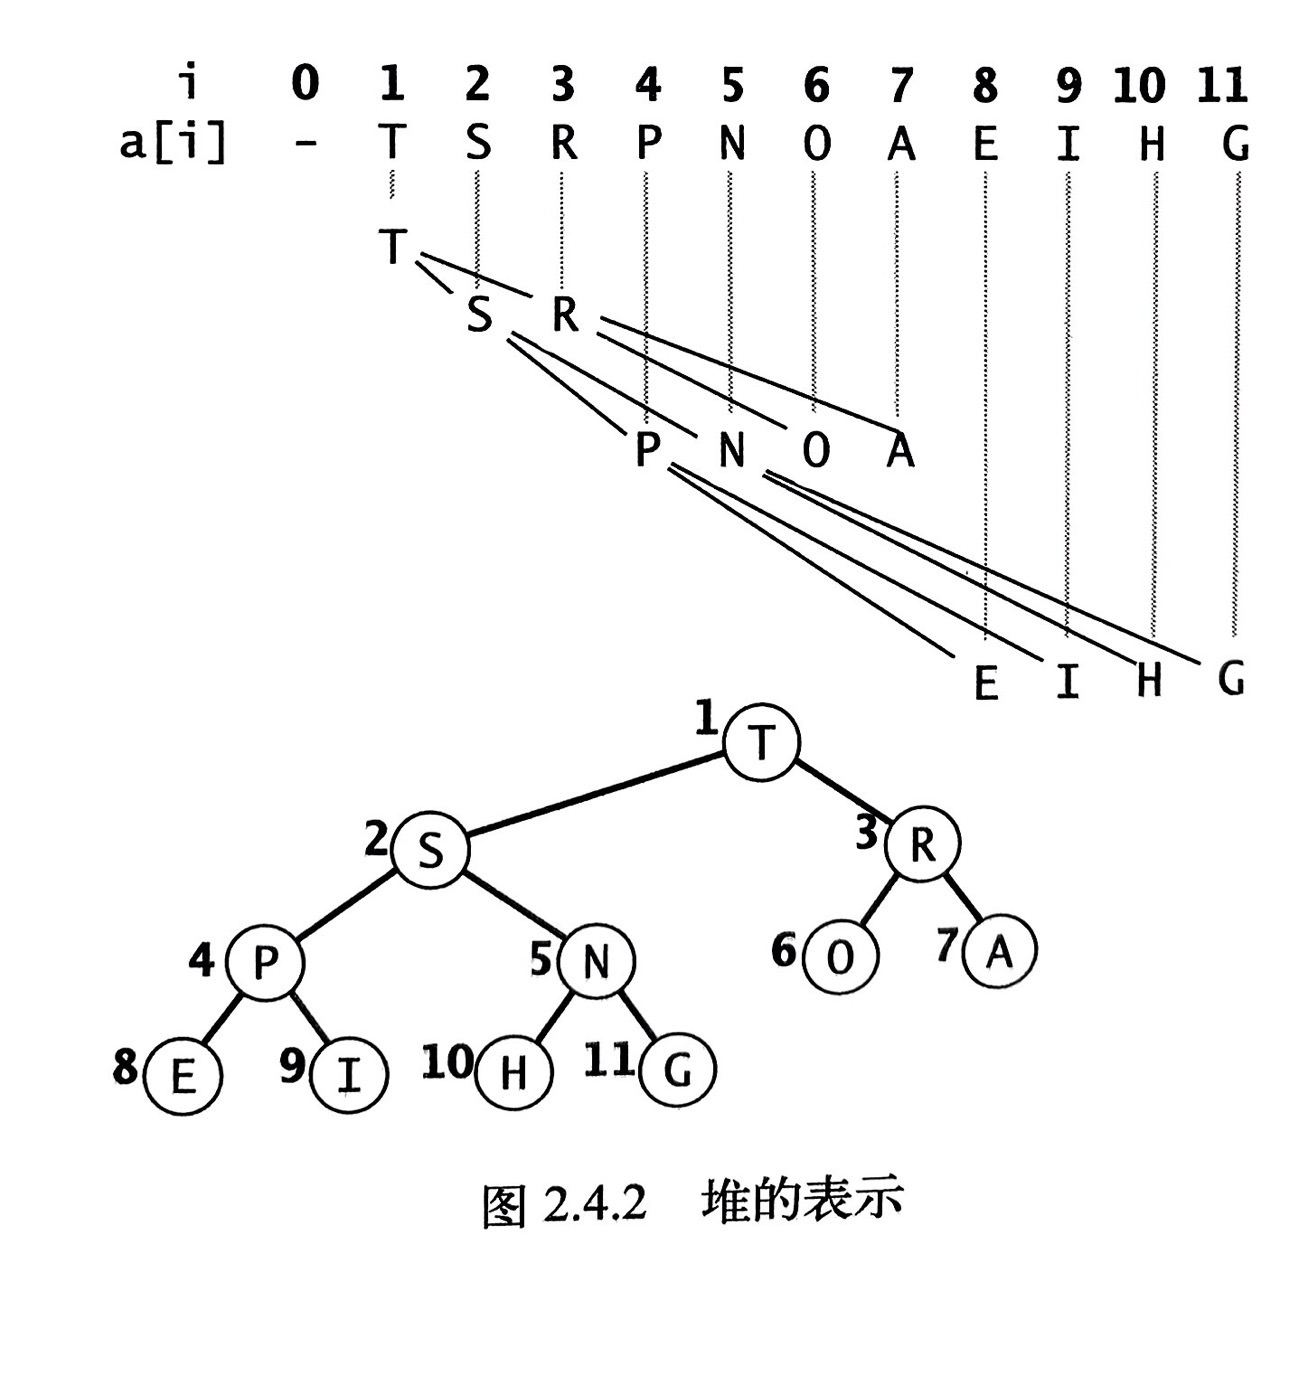 i 0 1 2 3 4 5 6 7 8 9 10 11
a[i] – T S R P N O A E I H G
T
S R
P N O A
E I H G
1 T
2 S 3 R
4 P 5 N 6 O 7 A
8 E 9 I 10 H 11 G
图 2.4.2 堆的表示